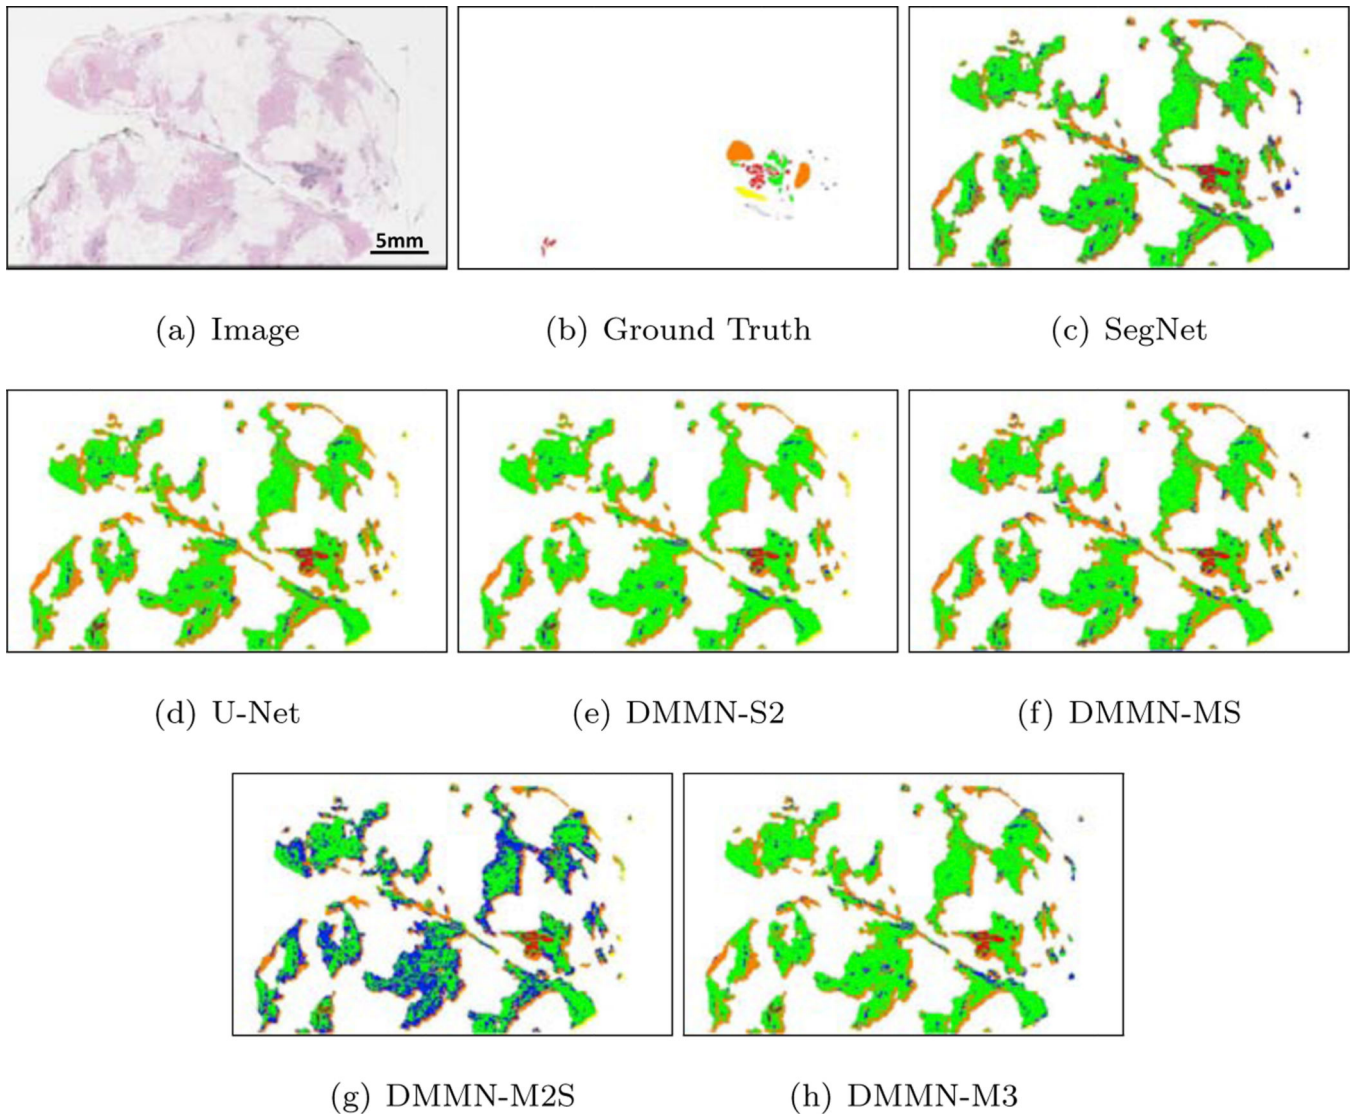 5mm
(a) Image
(b) Ground Truth
(c) SegNet
(d) U-Net
(e) DMMN-S2
(f) DMMN-MS
(g) DMMN-M2S
(h) DMMN-M3